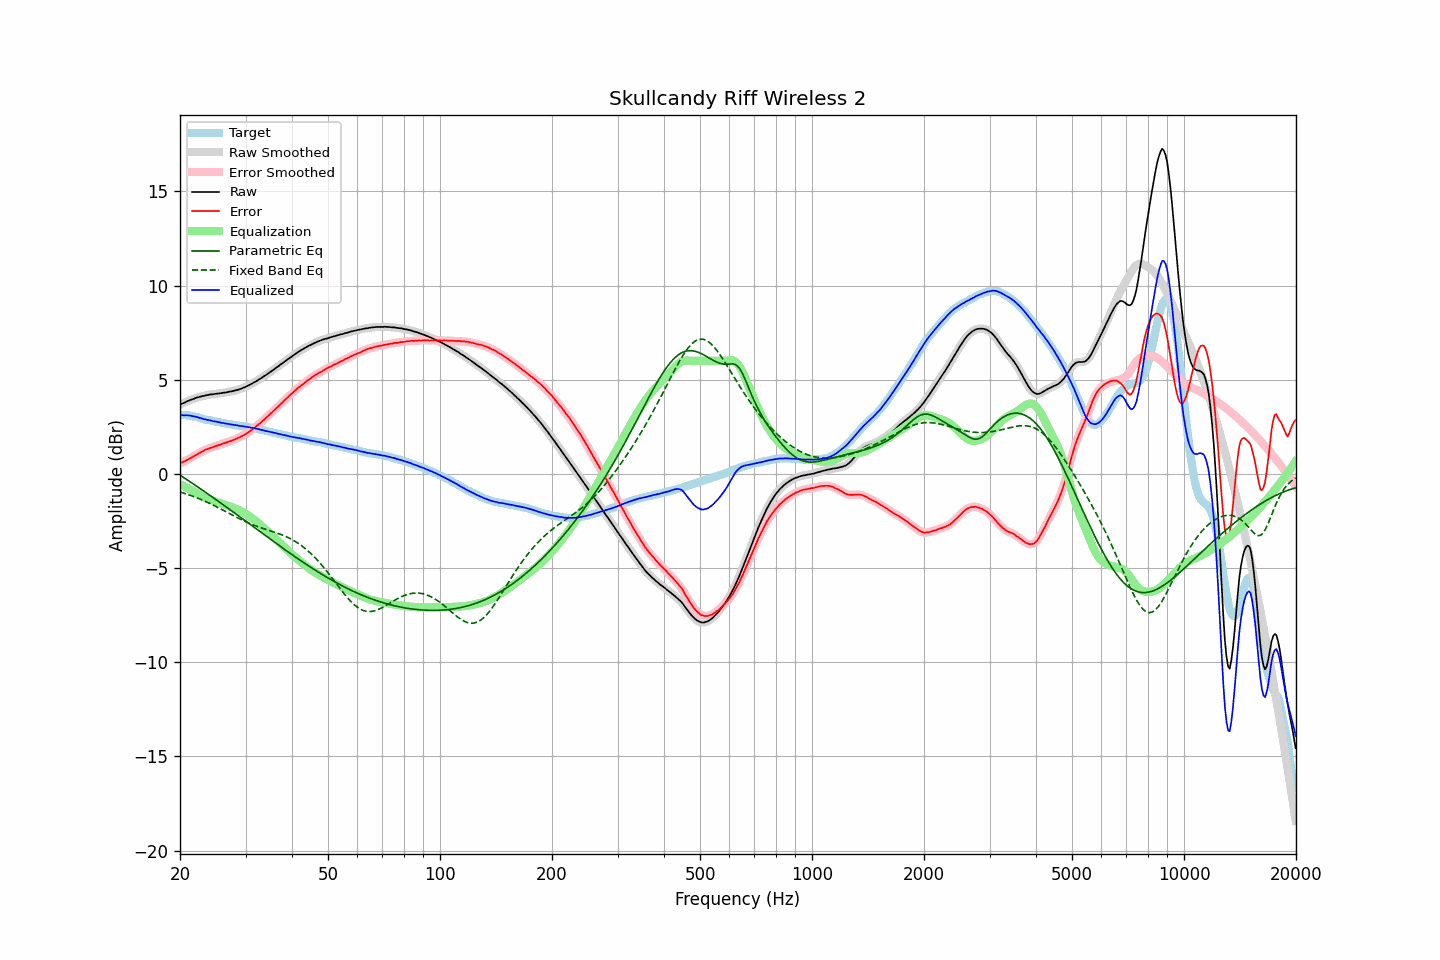 Skullcandy Riff Wireless 2
Target
Raw Smoothed
Error Smoothed
Raw
Error
Equalization
Parametric Eq
Fixed Band Eq
Equalized
Amplitude (dBr)
15
10
5
0
−5
−10
−15
−20
20 50 100 200 500 1000 2000 5000 10000 20000
Frequency (Hz)